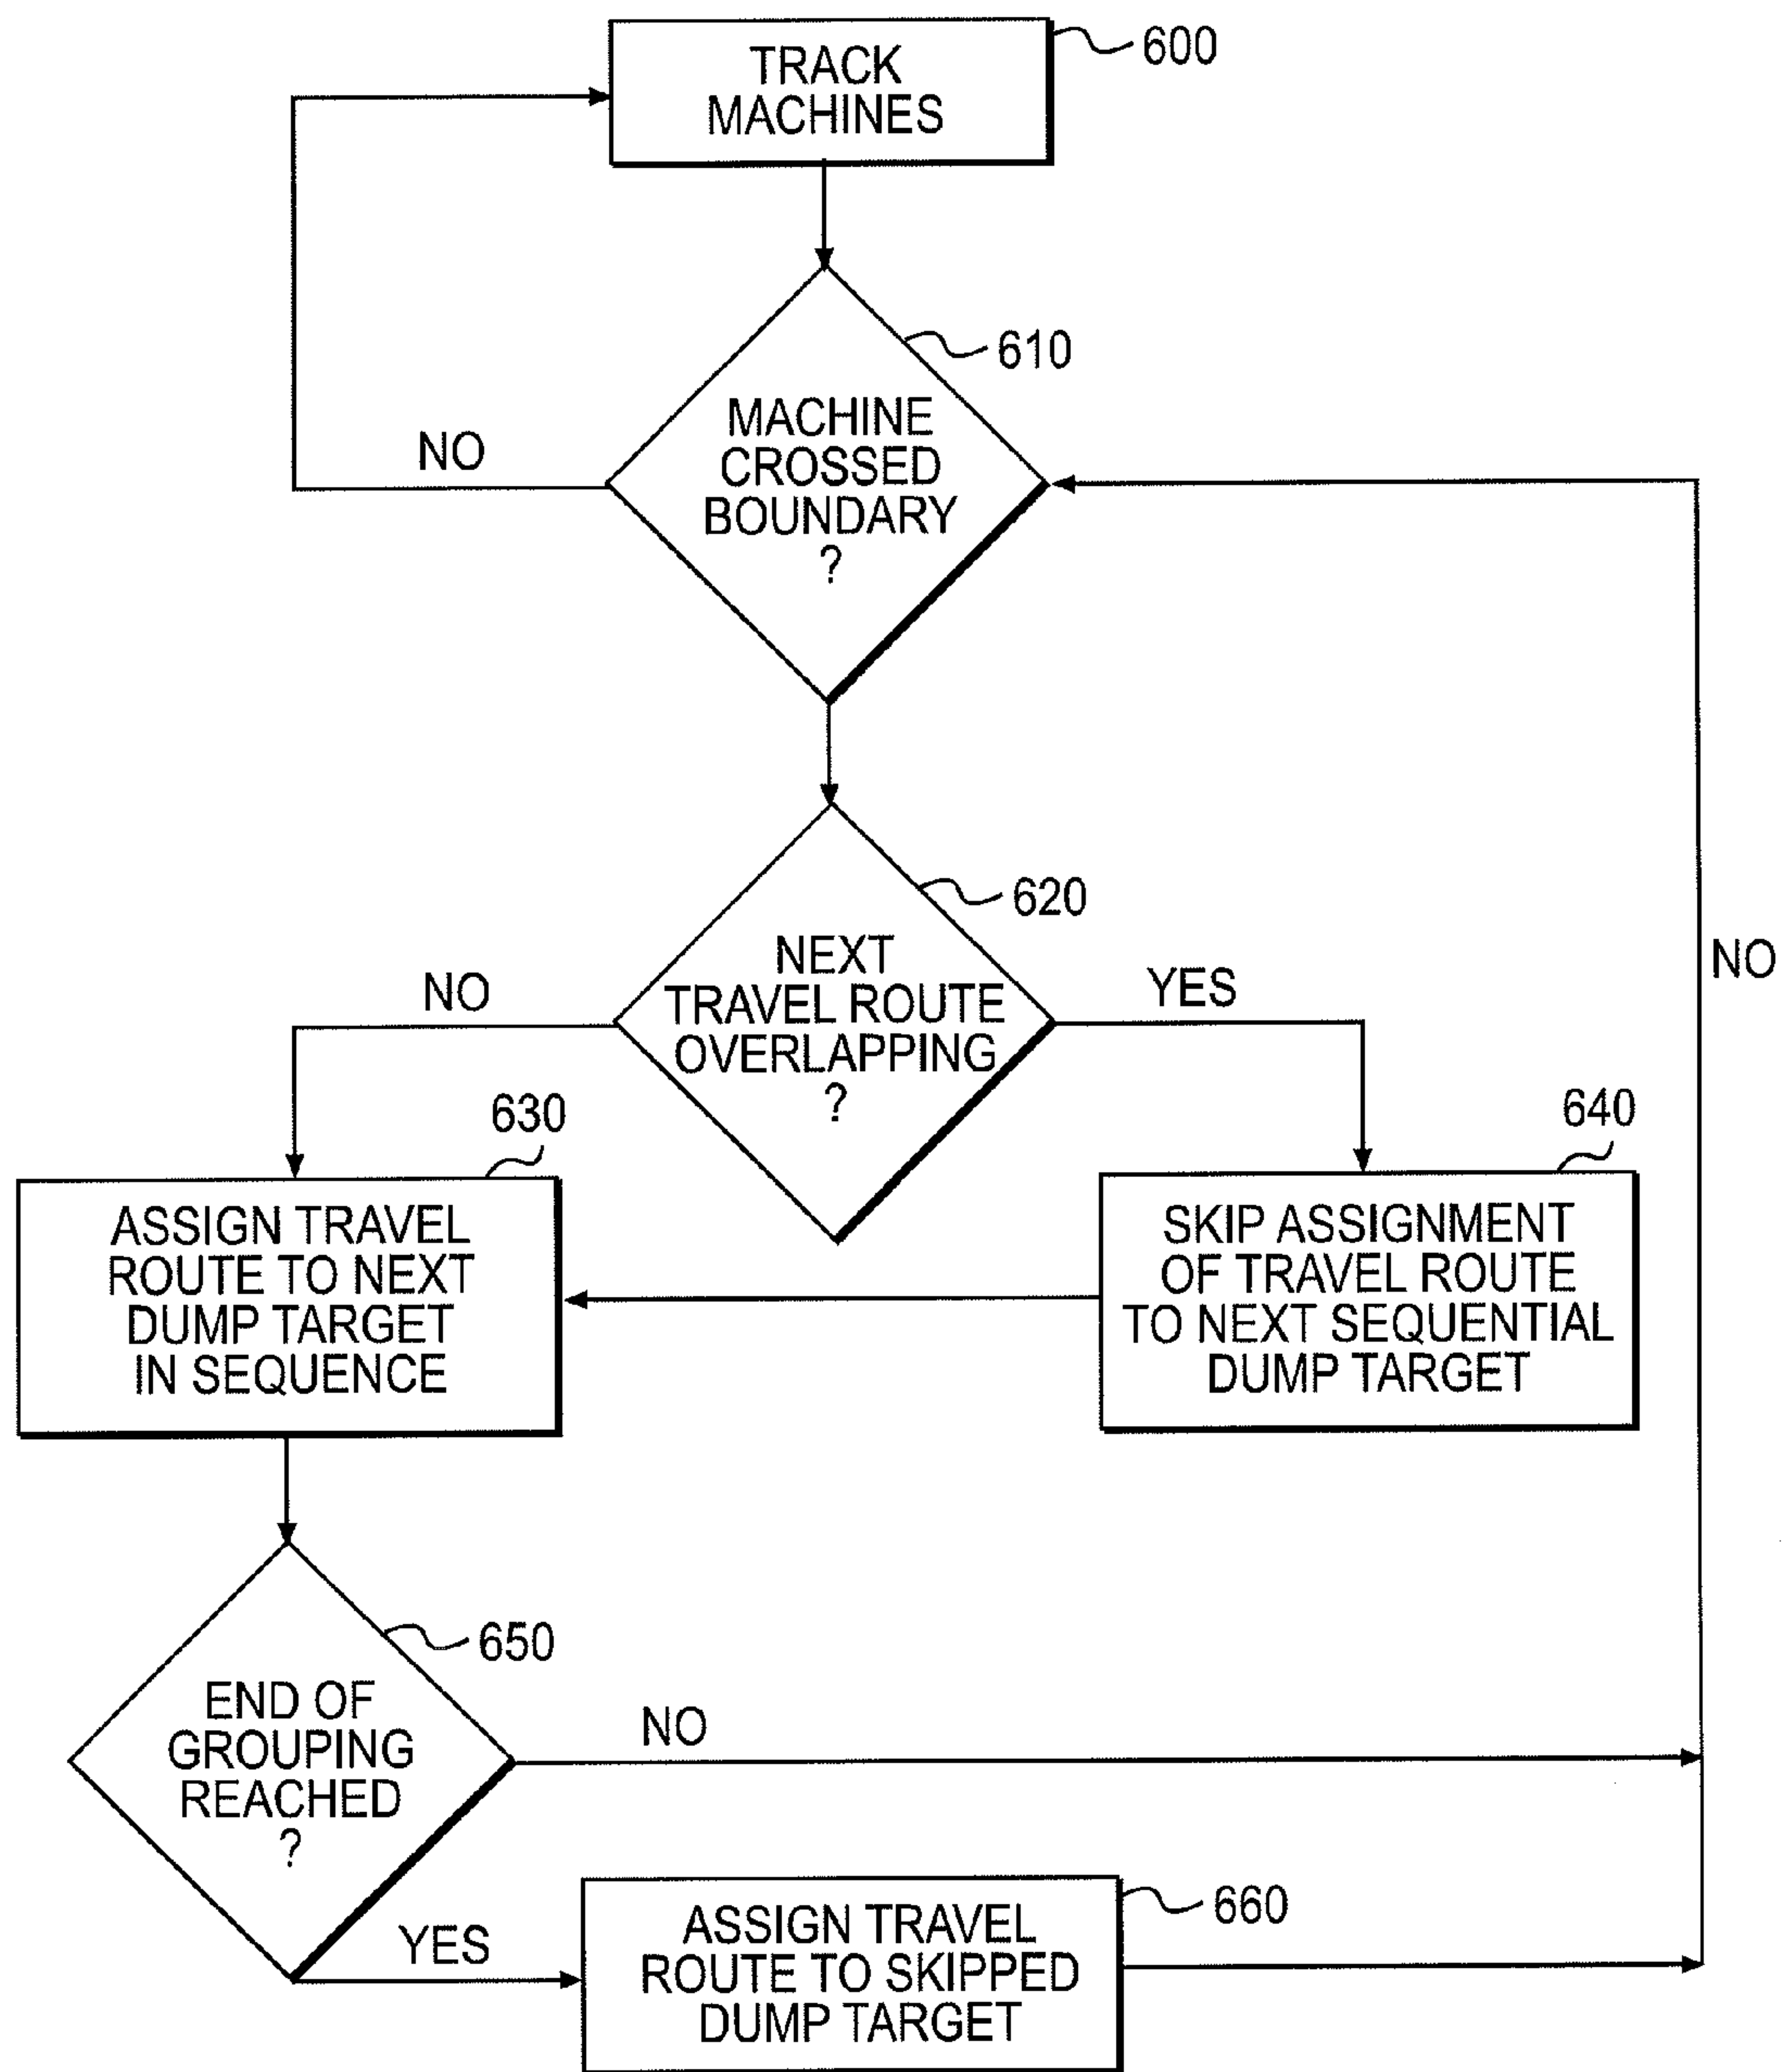 TRACK
MACHINES
600
610
MACHINE
CROSSED
BOUNDARY
?
NO
620
NEXT
TRAVEL ROUTE
OVERLAPPING
?
NO
YES
NO
630
ASSIGN TRAVEL
ROUTE TO NEXT
DUMP TARGET
IN SEQUENCE
640
SKIP ASSIGNMENT
OF TRAVEL ROUTE
TO NEXT SEQUENTIAL
DUMP TARGET
650
END OF
GROUPING
REACHED
?
NO
YES
660
ASSIGN TRAVEL
ROUTE TO SKIPPED
DUMP TARGET